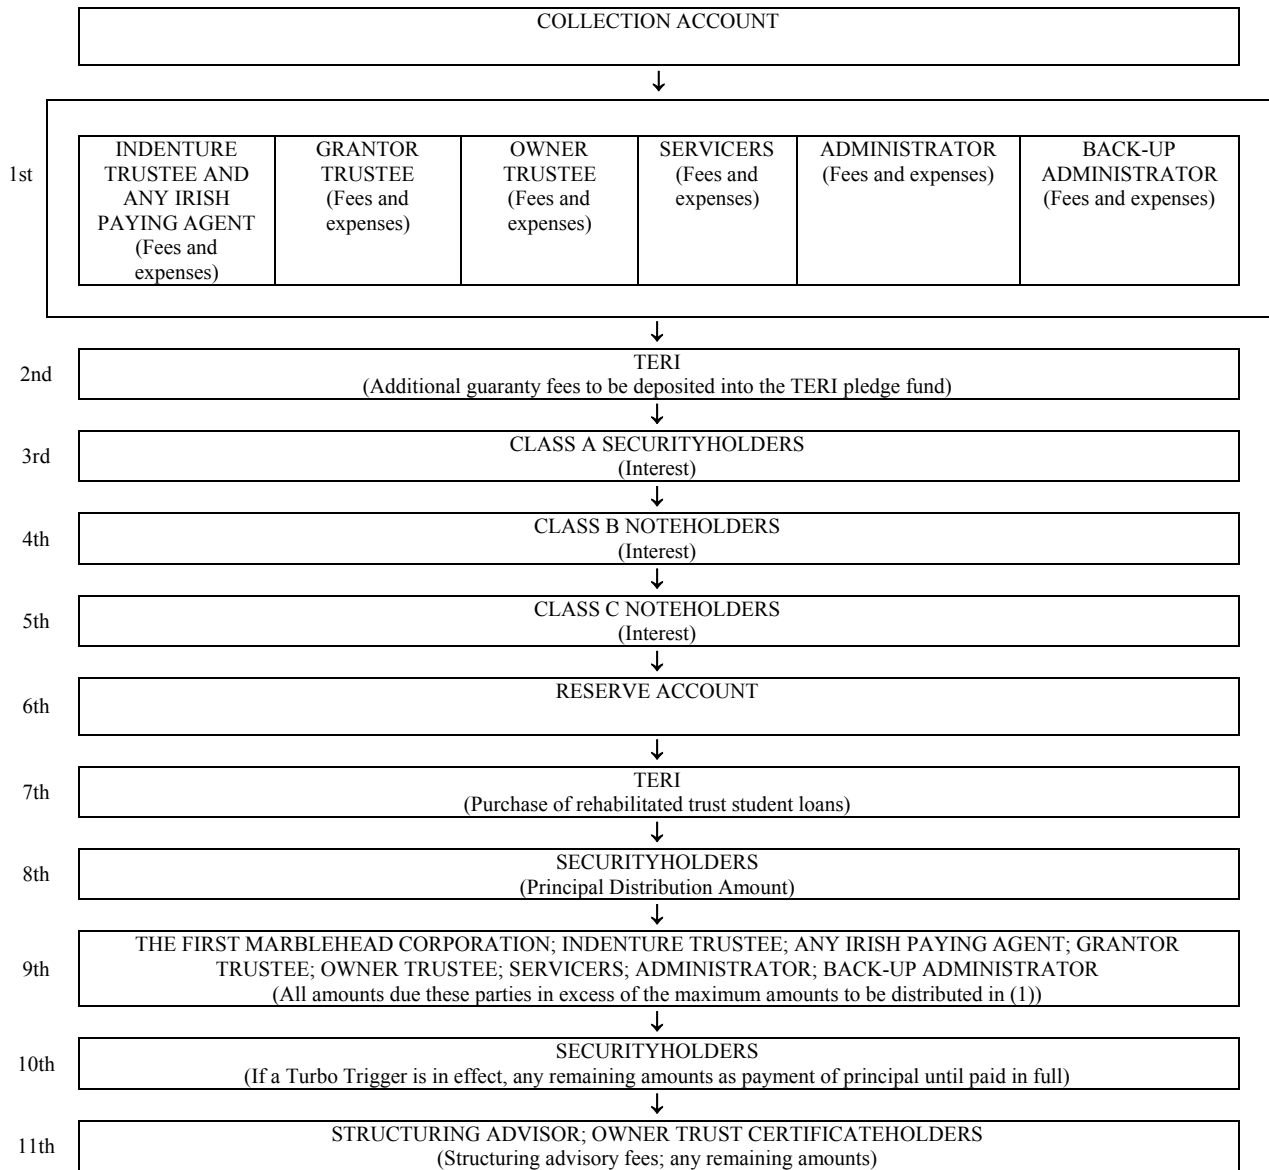 COLLECTION ACCOUNT
↓
1st
INDENTURE
TRUSTEE AND
ANY IRISH
PAYING AGENT
(Fees and
expenses)
GRANTOR
TRUSTEE
(Fees and
expenses)
OWNER
TRUSTEE
(Fees and
expenses)
SERVICERS
(Fees and
expenses)
ADMINISTRATOR
(Fees and expenses)
BACK-UP
ADMINISTRATOR
(Fees and expenses)
↓
2nd
TERI
(Additional guaranty fees to be deposited into the TERI pledge fund)
↓
3rd
CLASS A SECURITYHOLDERS
(Interest)
↓
4th
CLASS B NOTEHOLDERS
(Interest)
↓
5th
CLASS C NOTEHOLDERS
(Interest)
↓
6th
RESERVE ACCOUNT
↓
7th
TERI
(Purchase of rehabilitated trust student loans)
↓
8th
SECURITYHOLDERS
(Principal Distribution Amount)
↓
9th
THE FIRST MARBLEHEAD CORPORATION; INDENTURE TRUSTEE; ANY IRISH PAYING AGENT; GRANTOR
TRUSTEE; OWNER TRUSTEE; SERVICERS; ADMINISTRATOR; BACK-UP ADMINISTRATOR
(All amounts due these parties in excess of the maximum amounts to be distributed in (1))
↓
10th
SECURITYHOLDERS
(If a Turbo Trigger is in effect, any remaining amounts as payment of principal until paid in full)
↓
11th
STRUCTURING ADVISOR; OWNER TRUST CERTIFICATEHOLDERS
(Structuring advisory fees; any remaining amounts)